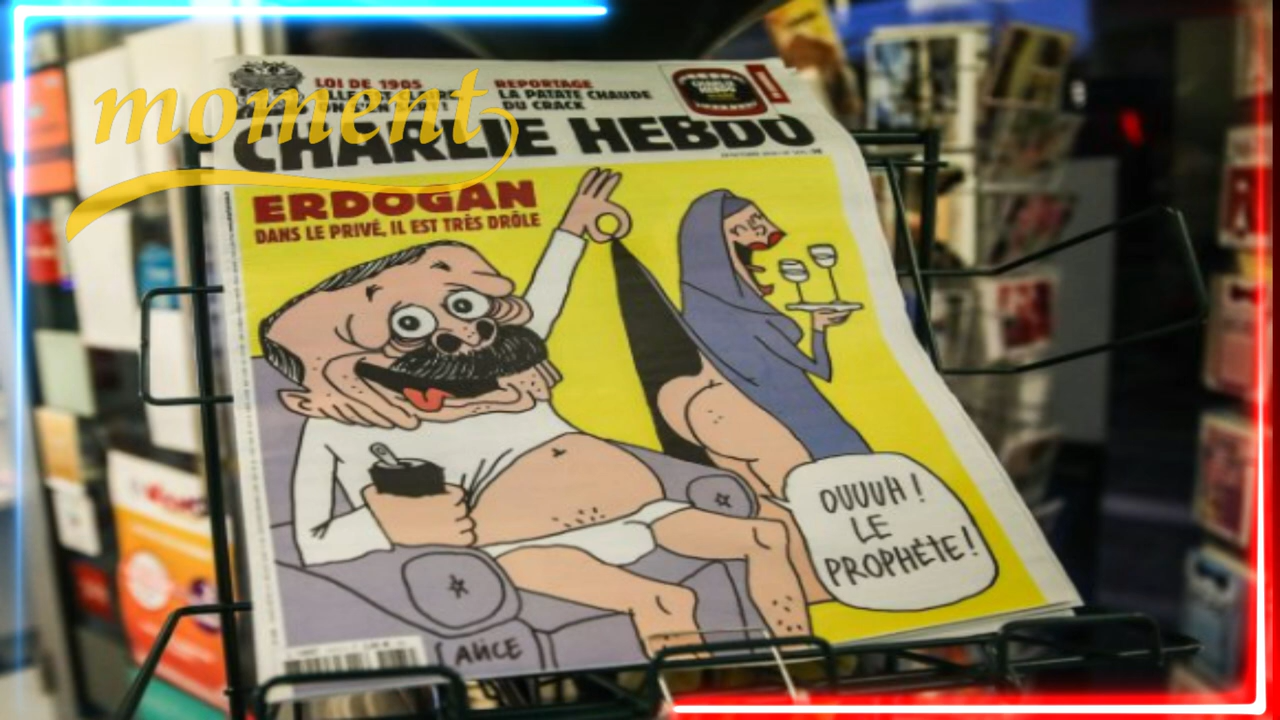 moment
LOI DE 1905
REPORTAGE
LA PATATE CHAUDE
DU CRACK
CHARLIE HEBDO
ERDOGAN
DANS LE PRIVÉ, IL EST TRÈS DRÔLE
OUUUH !
LE
PROPHÈTE !
ALICE